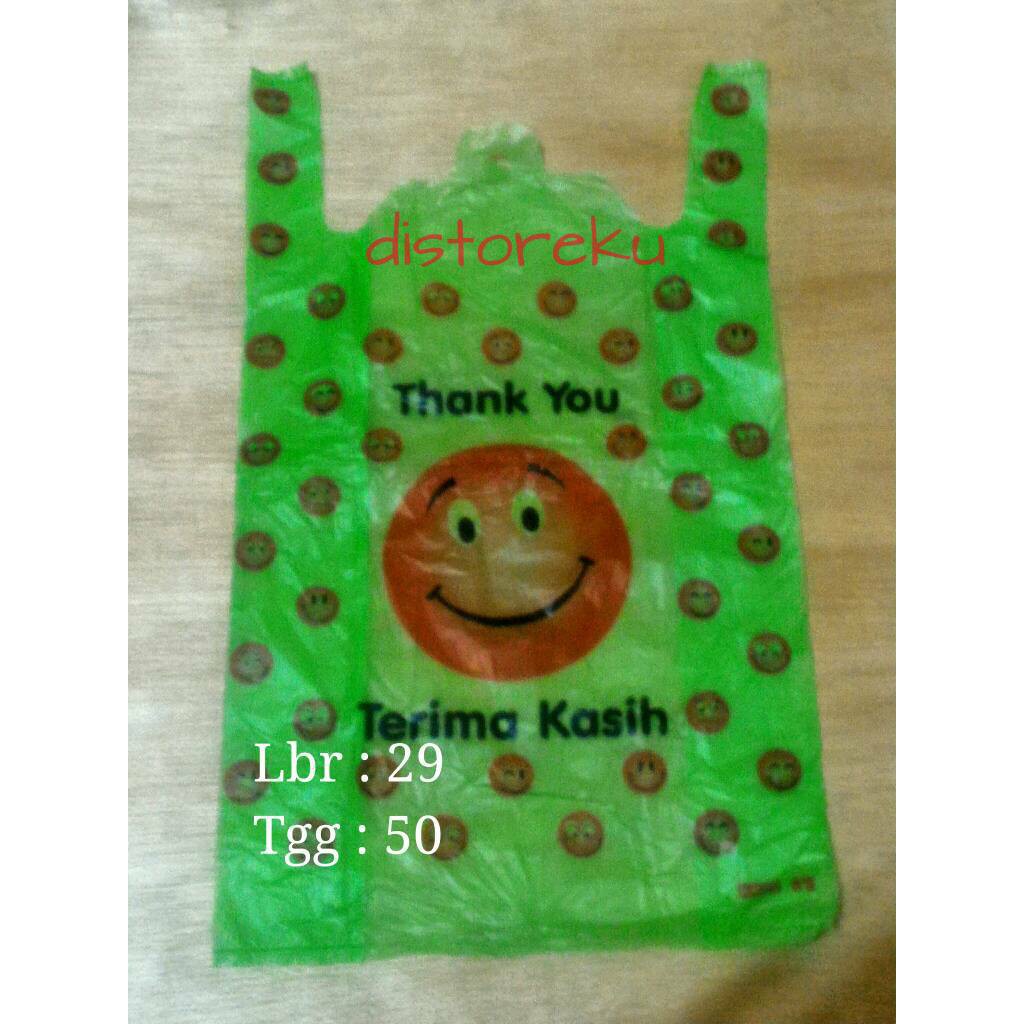 distoreku
Thank You
Terima Kasih
Lbr : 29
Tgg : 50